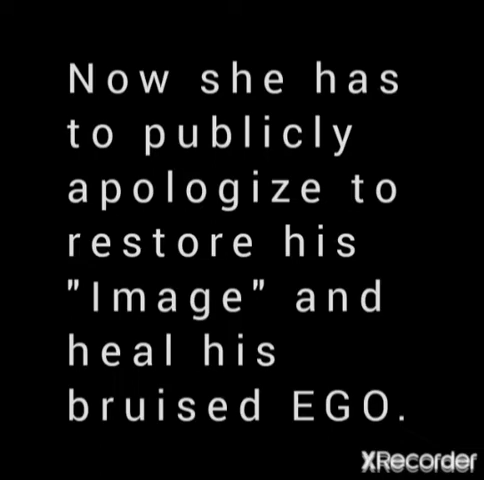 Now she has
to publicly
apologize to
restore his
"Image" and
heal his
bruised EGO.
XRecorder